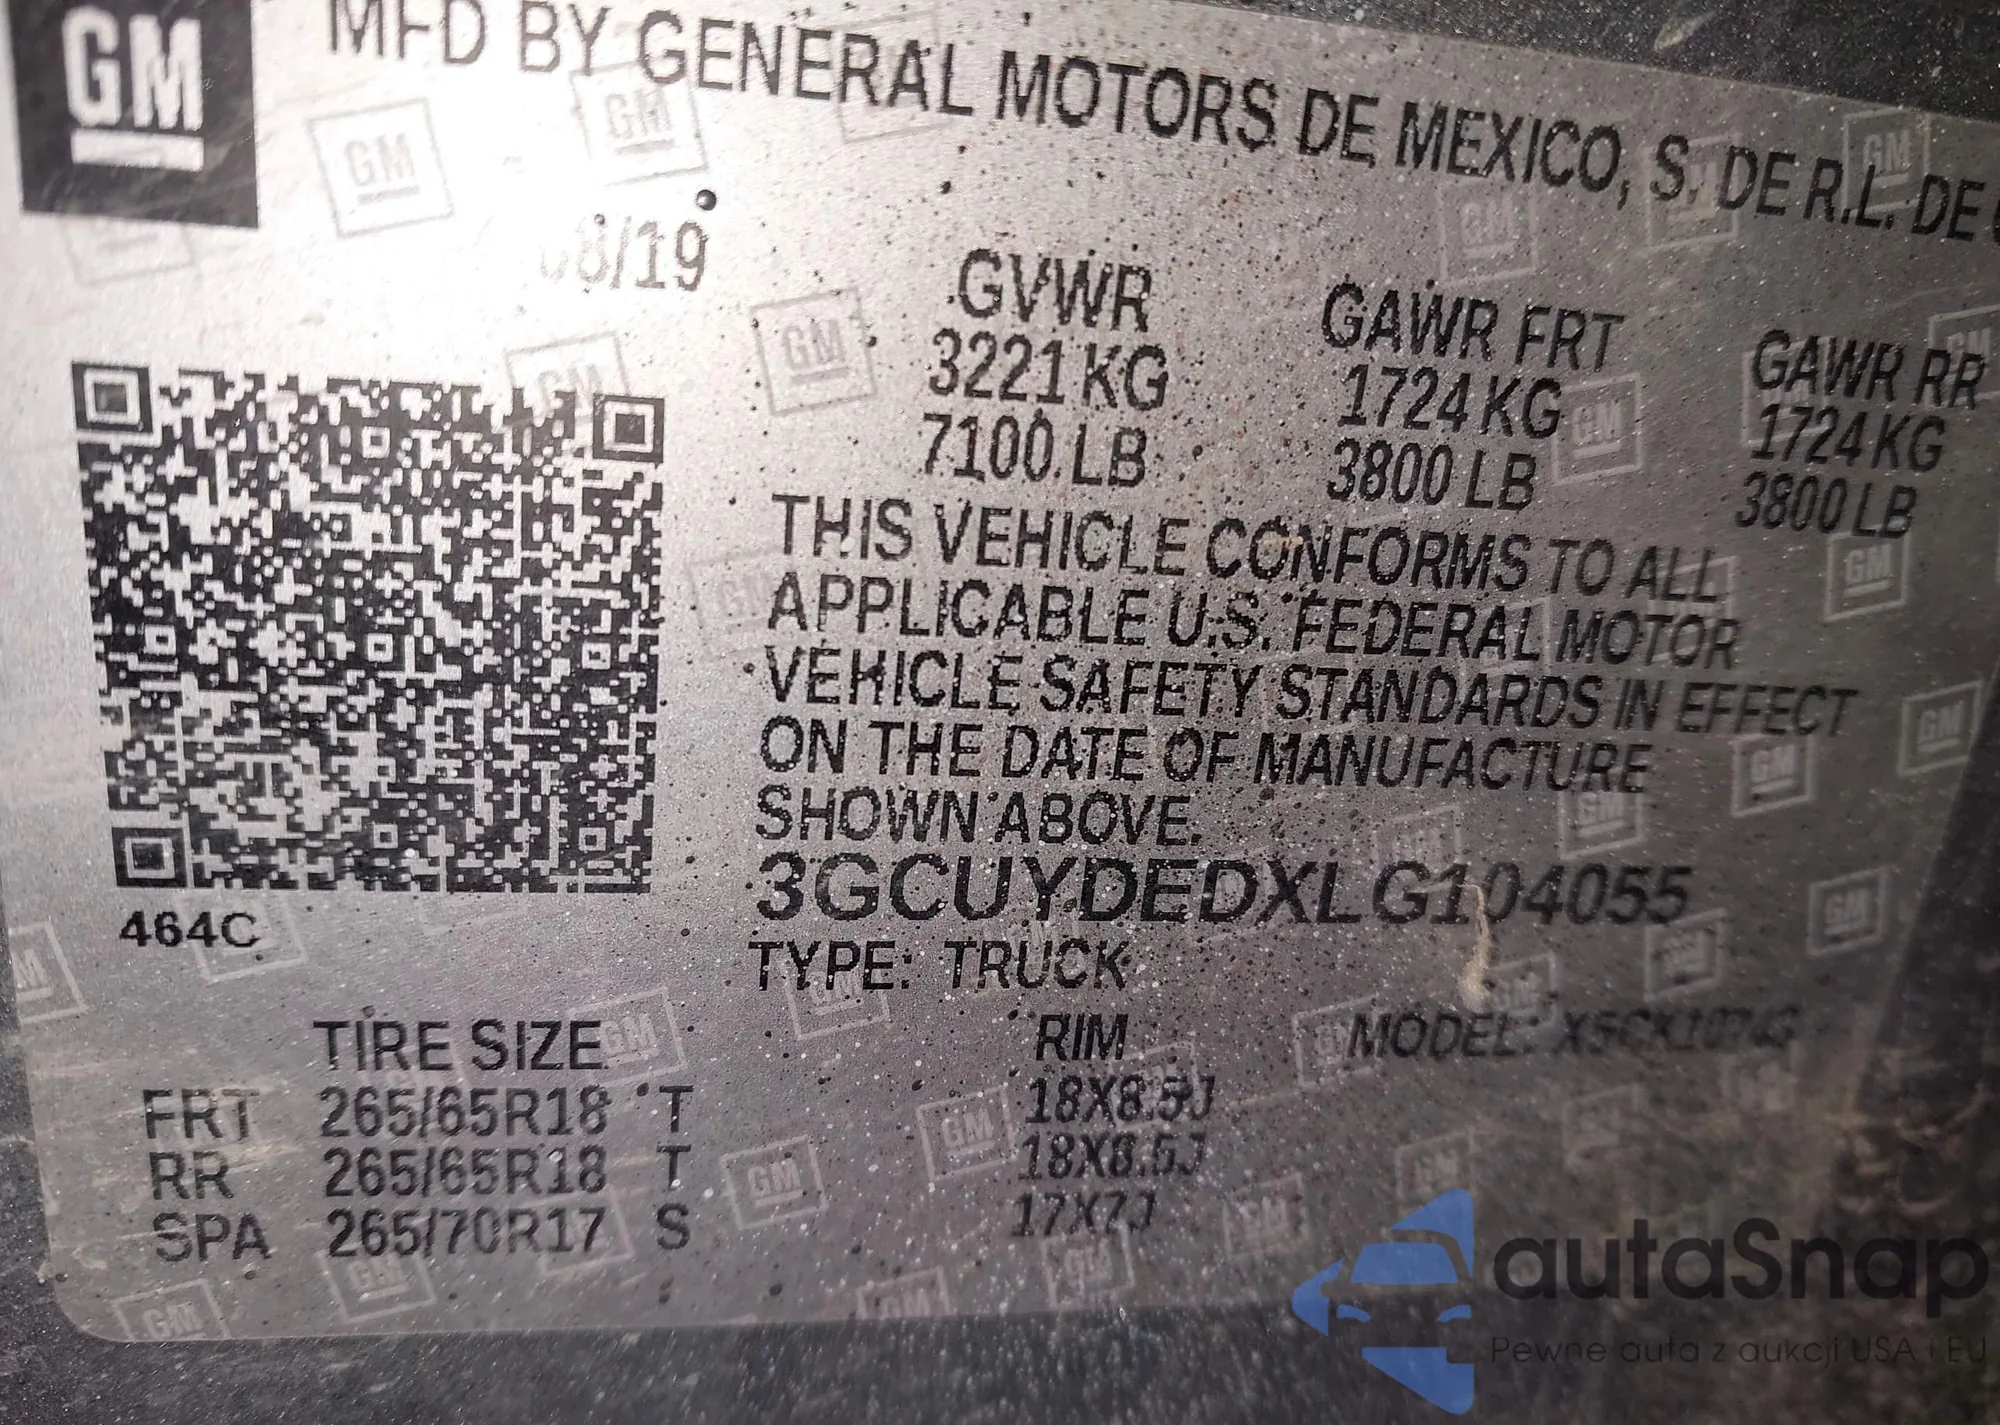 GM
MFD BY GENERAL MOTORS DE MEXICO, S. DE R.L. DE
08/19
GVWR GAWR FRT GAWR RR
3221 KG 1724 KG 1724 KG
7100 LB 3800 LB 3800 LB
THIS VEHICLE CONFORMS TO ALL
APPLICABLE U.S. FEDERAL MOTOR
VEHICLE SAFETY STANDARDS IN EFFECT
ON THE DATE OF MANUFACTURE
SHOWN ABOVE.
3GCUYDEDXLG104055
464C
TYPE: TRUCK
TIRE SIZE RIM MODEL:
FRT 265/65R18 T 18X8.5J
RR 265/65R18 T 18X8.5J
SPA 265/70R17 S 17X7J
autaSnap
Pewne auta z aukcji USA i EU